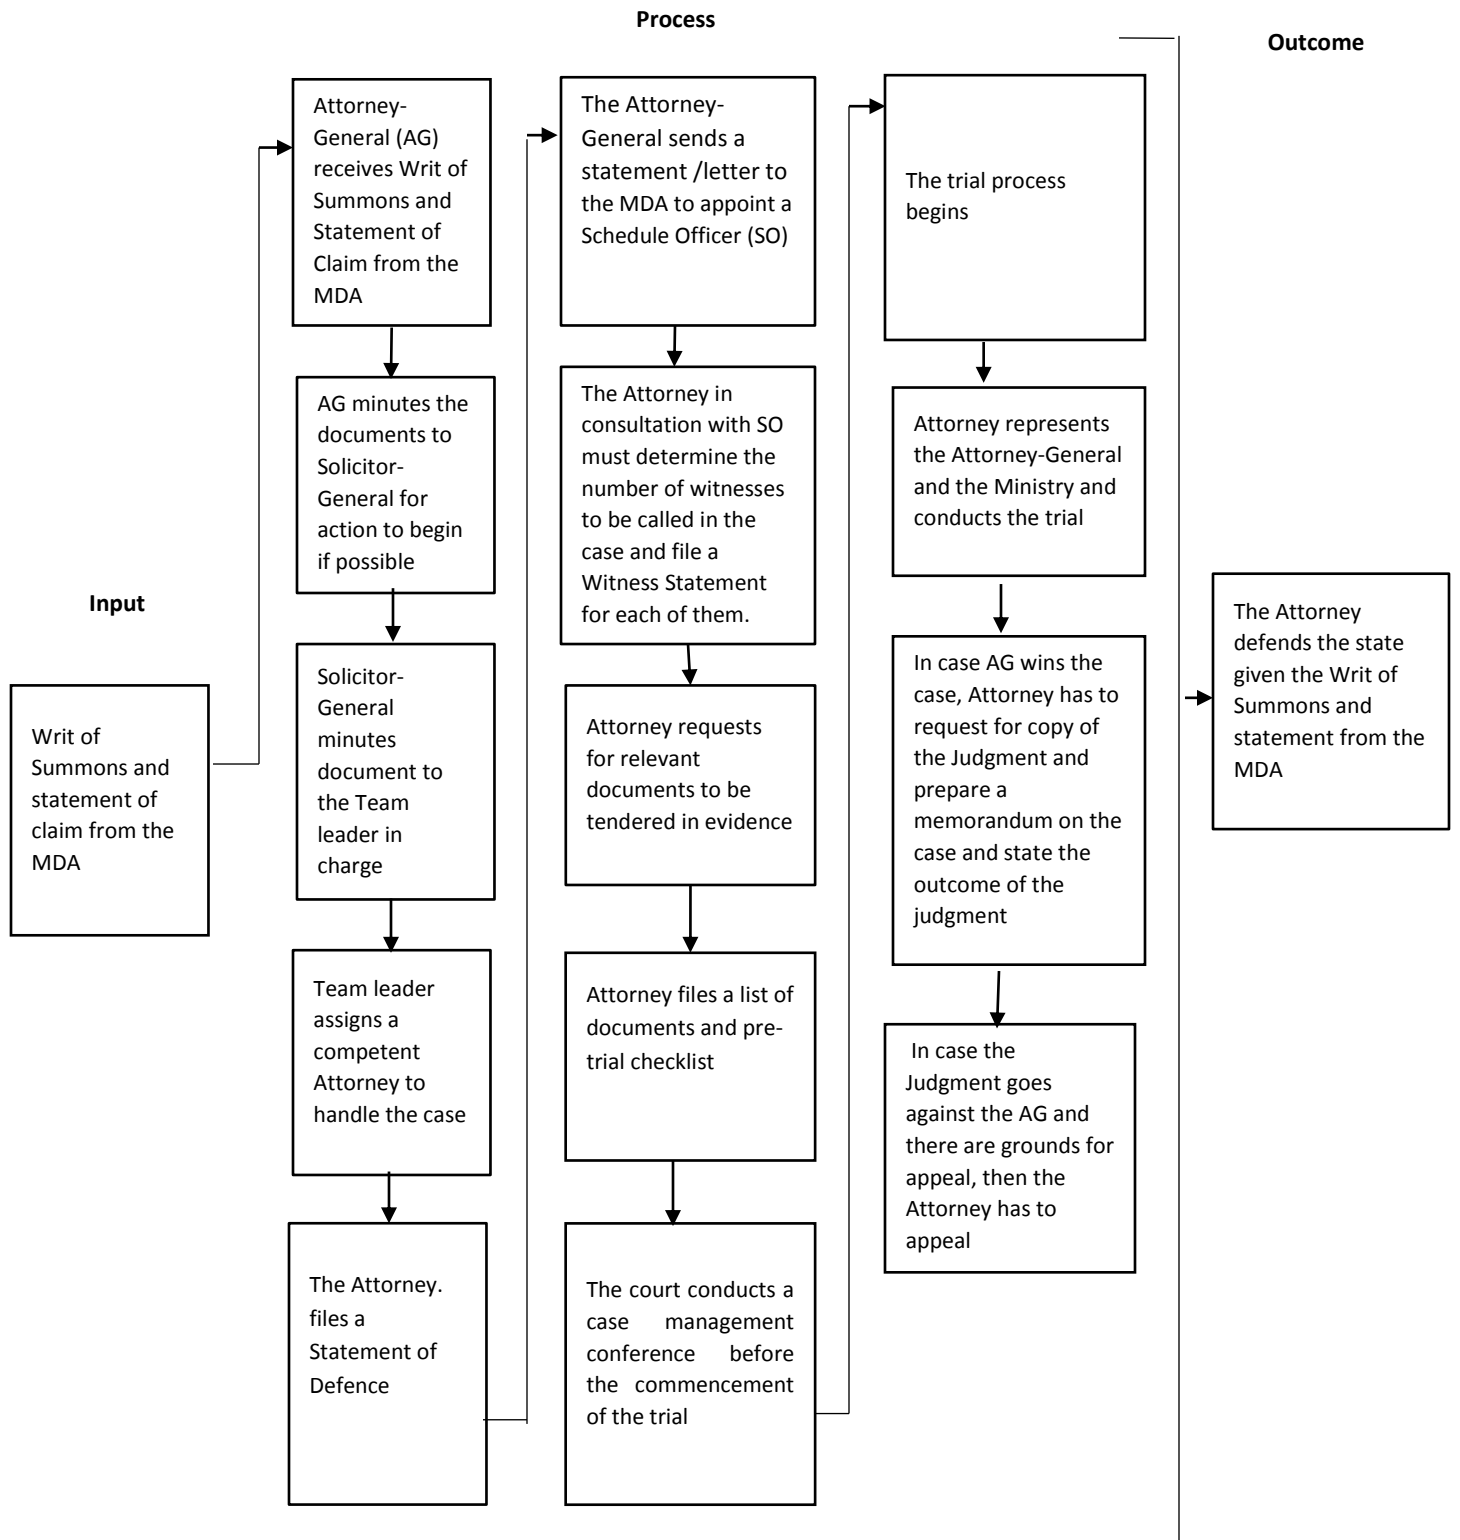 Process
Outcome
Input
Writ of
Summons and
statement of
claim from the
MDA
Attorney-
General (AG)
receives Writ of
Summons and
Statement of
Claim from the
MDA
AG minutes the
documents to
Solicitor-
General for
action to begin
if possible
Solicitor-
General
minutes
document to
the Team
leader in
charge
Team leader
assigns a
competent
Attorney to
handle the case
The Attorney.
files a
Statement of
Defence
The Attorney-
General sends a
statement /letter to
the MDA to appoint a
Schedule Officer (SO)
The Attorney in
consultation with SO
must determine the
number of witnesses
to be called in the
case and file a
Witness Statement
for each of them.
Attorney requests
for relevant
documents to be
tendered in evidence
Attorney files a list of
documents and pre-
trial checklist
The court conducts a
case management
conference before
the commencement
of the trial
The trial process
begins
Attorney represents
the Attorney-General
and the Ministry and
conducts the trial
In case AG wins the
case, Attorney has to
request for copy of
the Judgment and
prepare a
memorandum on the
case and state the
outcome of the
judgment
In case the
Judgment goes
against the AG and
there are grounds for
appeal, then the
Attorney has to
appeal
The Attorney
defends the state
given the Writ of
Summons and
statement from the
MDA